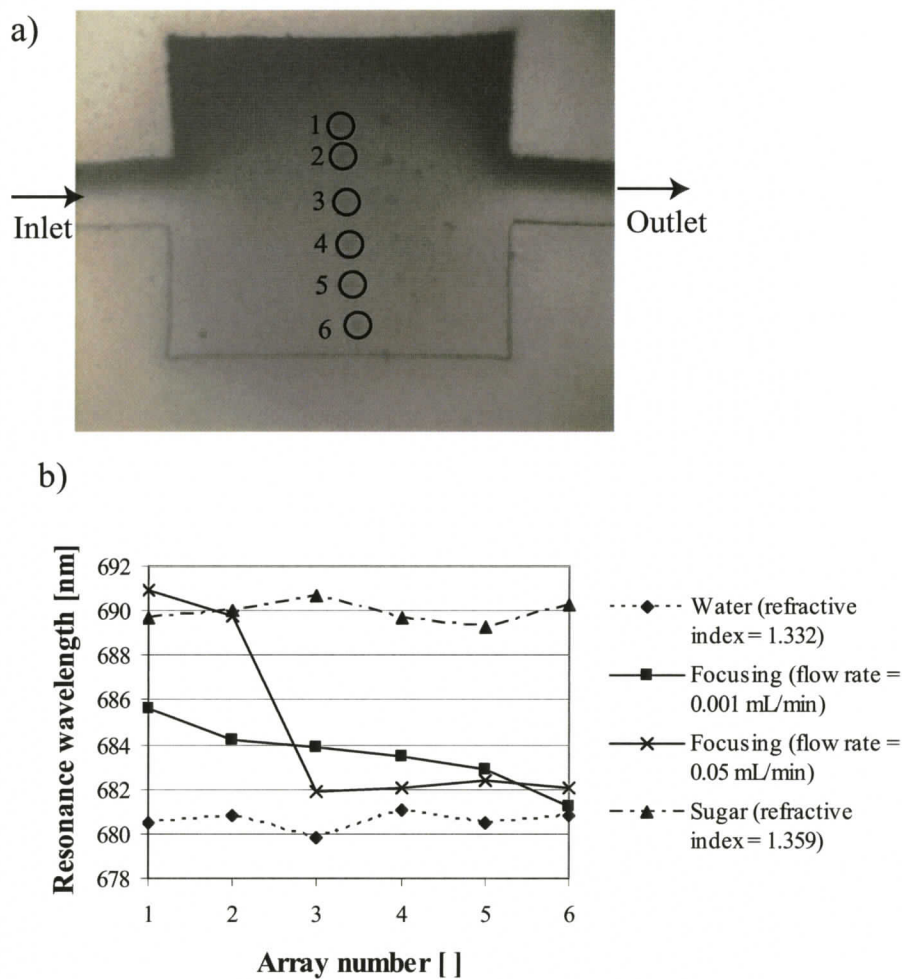 a)
1
2
3
4
5
6
Inlet
Outlet
b)
Resonance wavelength [nm]
692
690
688
686
684
682
680
678
1 2 3 4 5 6
Array number [ ]
Water (refractive
index = 1.332)
Focusing (flow rate =
0.001 mL/min)
Focusing (flow rate =
0.05 mL/min)
Sugar (refractive
index = 1.359)